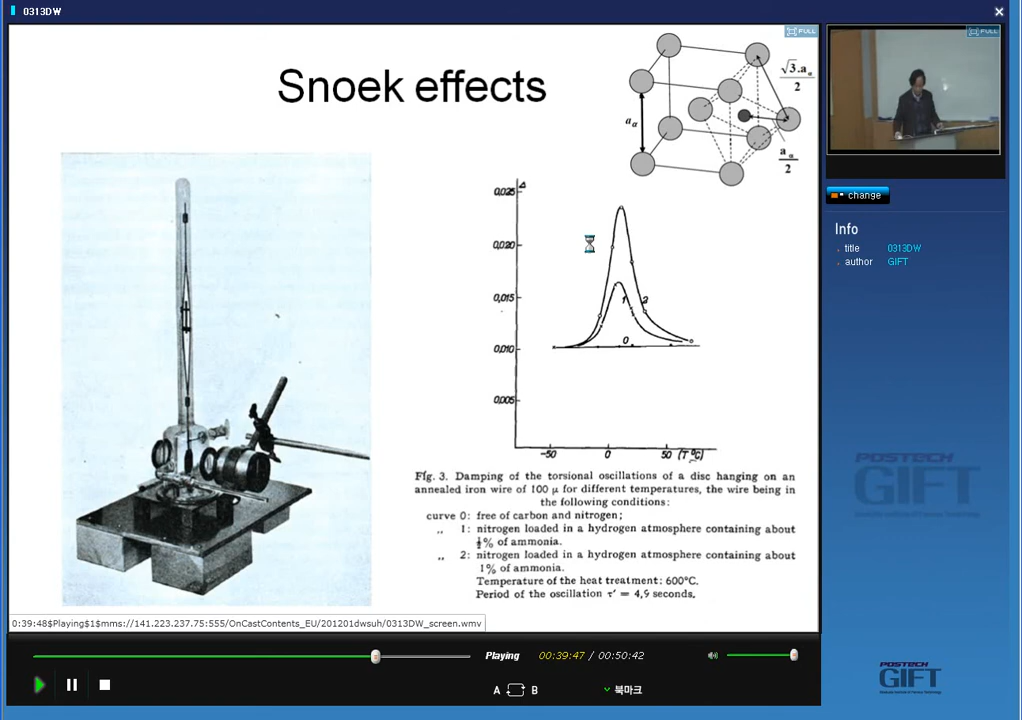 0313DW
FULL
FULL
Snoek effects
√3.aα
2
aα
aα
2
0,025
Δ
0,020
0,015
0,010
0,005
1
2
0
-50
0
50
(T °C)
Fig. 3. Damping of the torsional oscillations of a disc hanging on an
annealed iron wire of 100 μ for different temperatures, the wire being in
the following conditions:
curve 0: free of carbon and nitrogen;
„ 1: nitrogen loaded in a hydrogen atmosphere containing about
½% of ammonia.
„ 2: nitrogen loaded in a hydrogen atmosphere containing about
1% of ammonia.
Temperature of the heat treatment: 600°C.
Period of the oscillation τ' = 4,9 seconds.
change
Info
title 0313DW
author GIFT
POSTECH
GIFT
0:39:48$Playing$1$mms://141.223.237.75:555/OnCastContents_EU/201201dwsuh/0313DW_screen.wmv
Playing 00:39:47 / 00:50:42
A B
북마크
POSTECH
GIFT